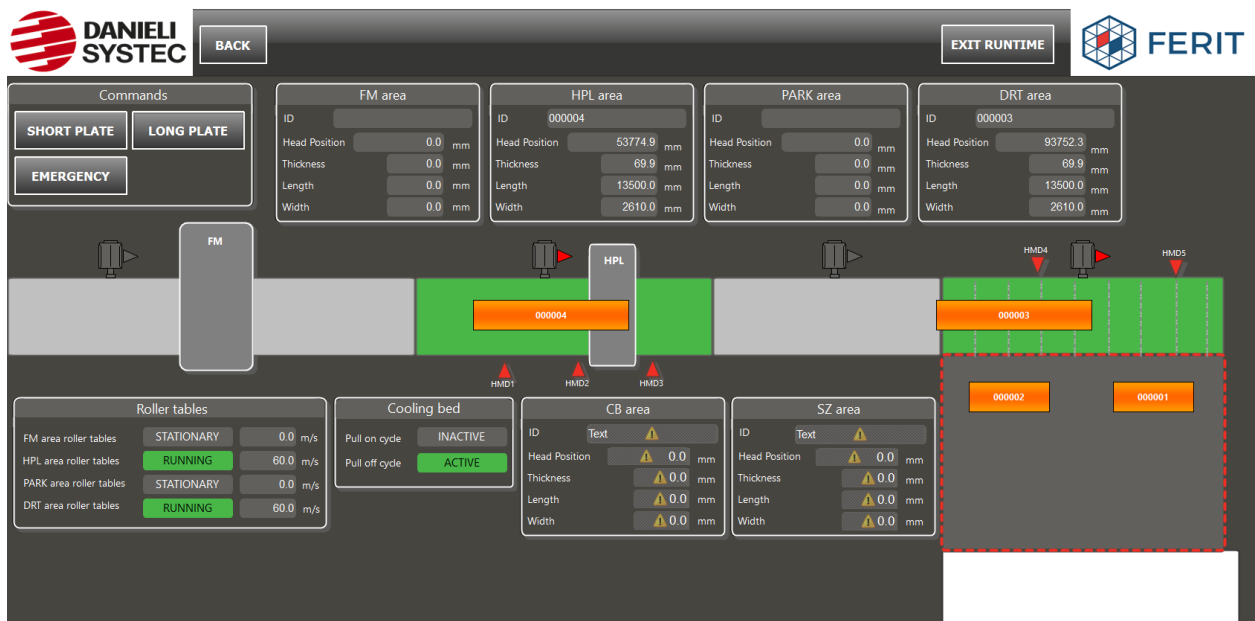 DANIELI
SYSTEC
BACK
EXIT RUNTIME
FERIT
Commands
SHORT PLATE LONG PLATE
EMERGENCY
FM area
ID
Head Position 0.0 mm
Thickness 0.0 mm
Length 0.0 mm
Width 0.0 mm
HPL area
ID 000004
Head Position 53774.9 mm
Thickness 69.9 mm
Length 13500.0 mm
Width 2610.0 mm
PARK area
ID
Head Position 0.0 mm
Thickness 0.0 mm
Length 0.0 mm
Width 0.0 mm
DRT area
ID 000003
Head Position 93752.3 mm
Thickness 69.9 mm
Length 13500.0 mm
Width 2610.0 mm
FM
HPL
HMD4
HMD5
000004
000003
HMD1
HMD2
HMD3
000002
000001
Roller tables
FM area roller tables STATIONARY 0.0 m/s
HPL area roller tables RUNNING 60.0 m/s
PARK area roller tables STATIONARY 0.0 m/s
DRT area roller tables RUNNING 60.0 m/s
Cooling bed
Pull on cycle INACTIVE
Pull off cycle ACTIVE
CB area
ID Text
Head Position 0.0 mm
Thickness 0.0 mm
Length 0.0 mm
Width 0.0 mm
SZ area
ID Text
Head Position 0.0 mm
Thickness 0.0 mm
Length 0.0 mm
Width 0.0 mm